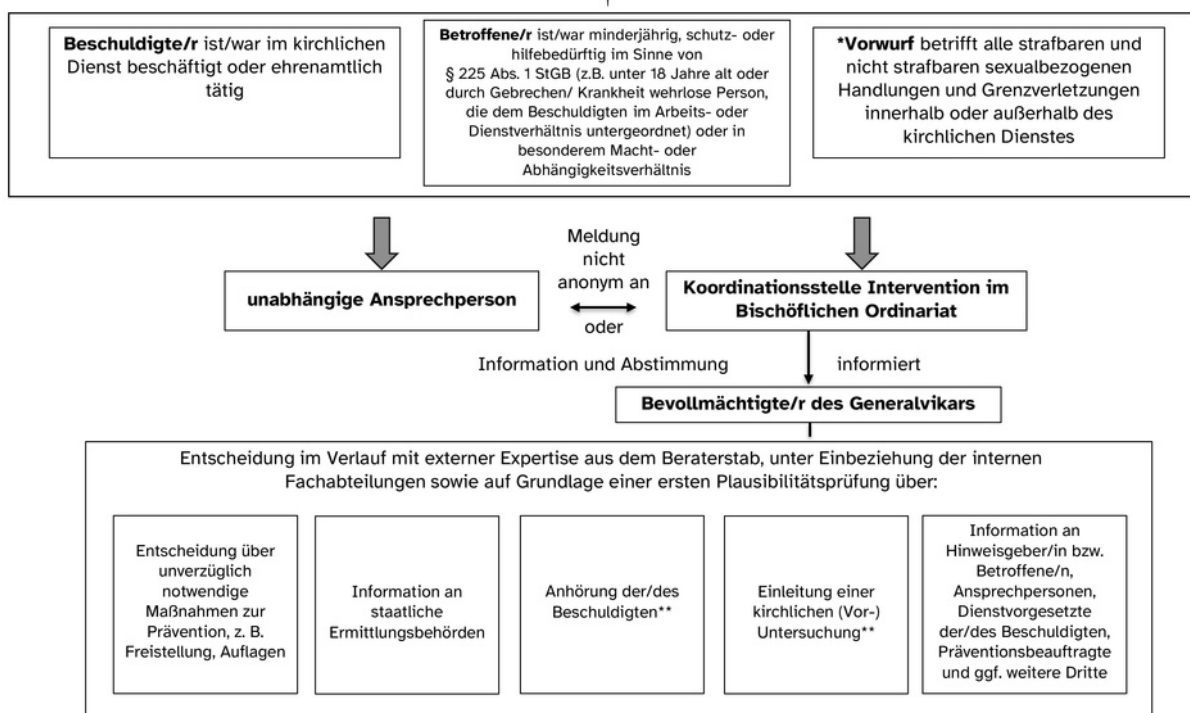 Beschuldigte/r ist/war im kirchlichen
Dienst beschäftigt oder ehrenamtlich
tätig
Betroffene/r ist/war minderjährig, schutz- oder
hilfebedürftig im Sinne von
§ 225 Abs. 1 StGB (z.B. unter 18 Jahre alt oder
durch Gebrechen/ Krankheit wehrlose Person,
die dem Beschuldigten im Arbeits- oder
Dienstverhältnis untergeordnet) oder in
besonderem Macht- oder
Abhängigkeitsverhältnis
*Vorwurf betrifft alle strafbaren und
nicht strafbaren sexualbezogenen
Handlungen und Grenzverletzungen
innerhalb oder außerhalb des
kirchlichen Dienstes
unabhängige Ansprechperson
Meldung
nicht
anonym an
oder
Koordinationsstelle Intervention im
Bischöflichen Ordinariat
Information und Abstimmung
informiert
Bevollmächtigte/r des Generalvikars
Entscheidung im Verlauf mit externer Expertise aus dem Beraterstab, unter Einbeziehung der internen
Fachabteilungen sowie auf Grundlage einer ersten Plausibilitätsprüfung über:
Entscheidung über
unverzüglich
notwendige
Maßnahmen zur
Prävention, z. B.
Freistellung, Auflagen
Information an
staatliche
Ermittlungsbehörden
Anhörung der/des
Beschuldigten**
Einleitung einer
kirchlichen (Vor-)
Untersuchung**
Information an
Hinweisgeber/in bzw.
Betroffene/n,
Ansprechpersonen,
Dienstvorgesetzte
der/des Beschuldigten,
Präventionsbeauftragte
und ggf. weitere Dritte